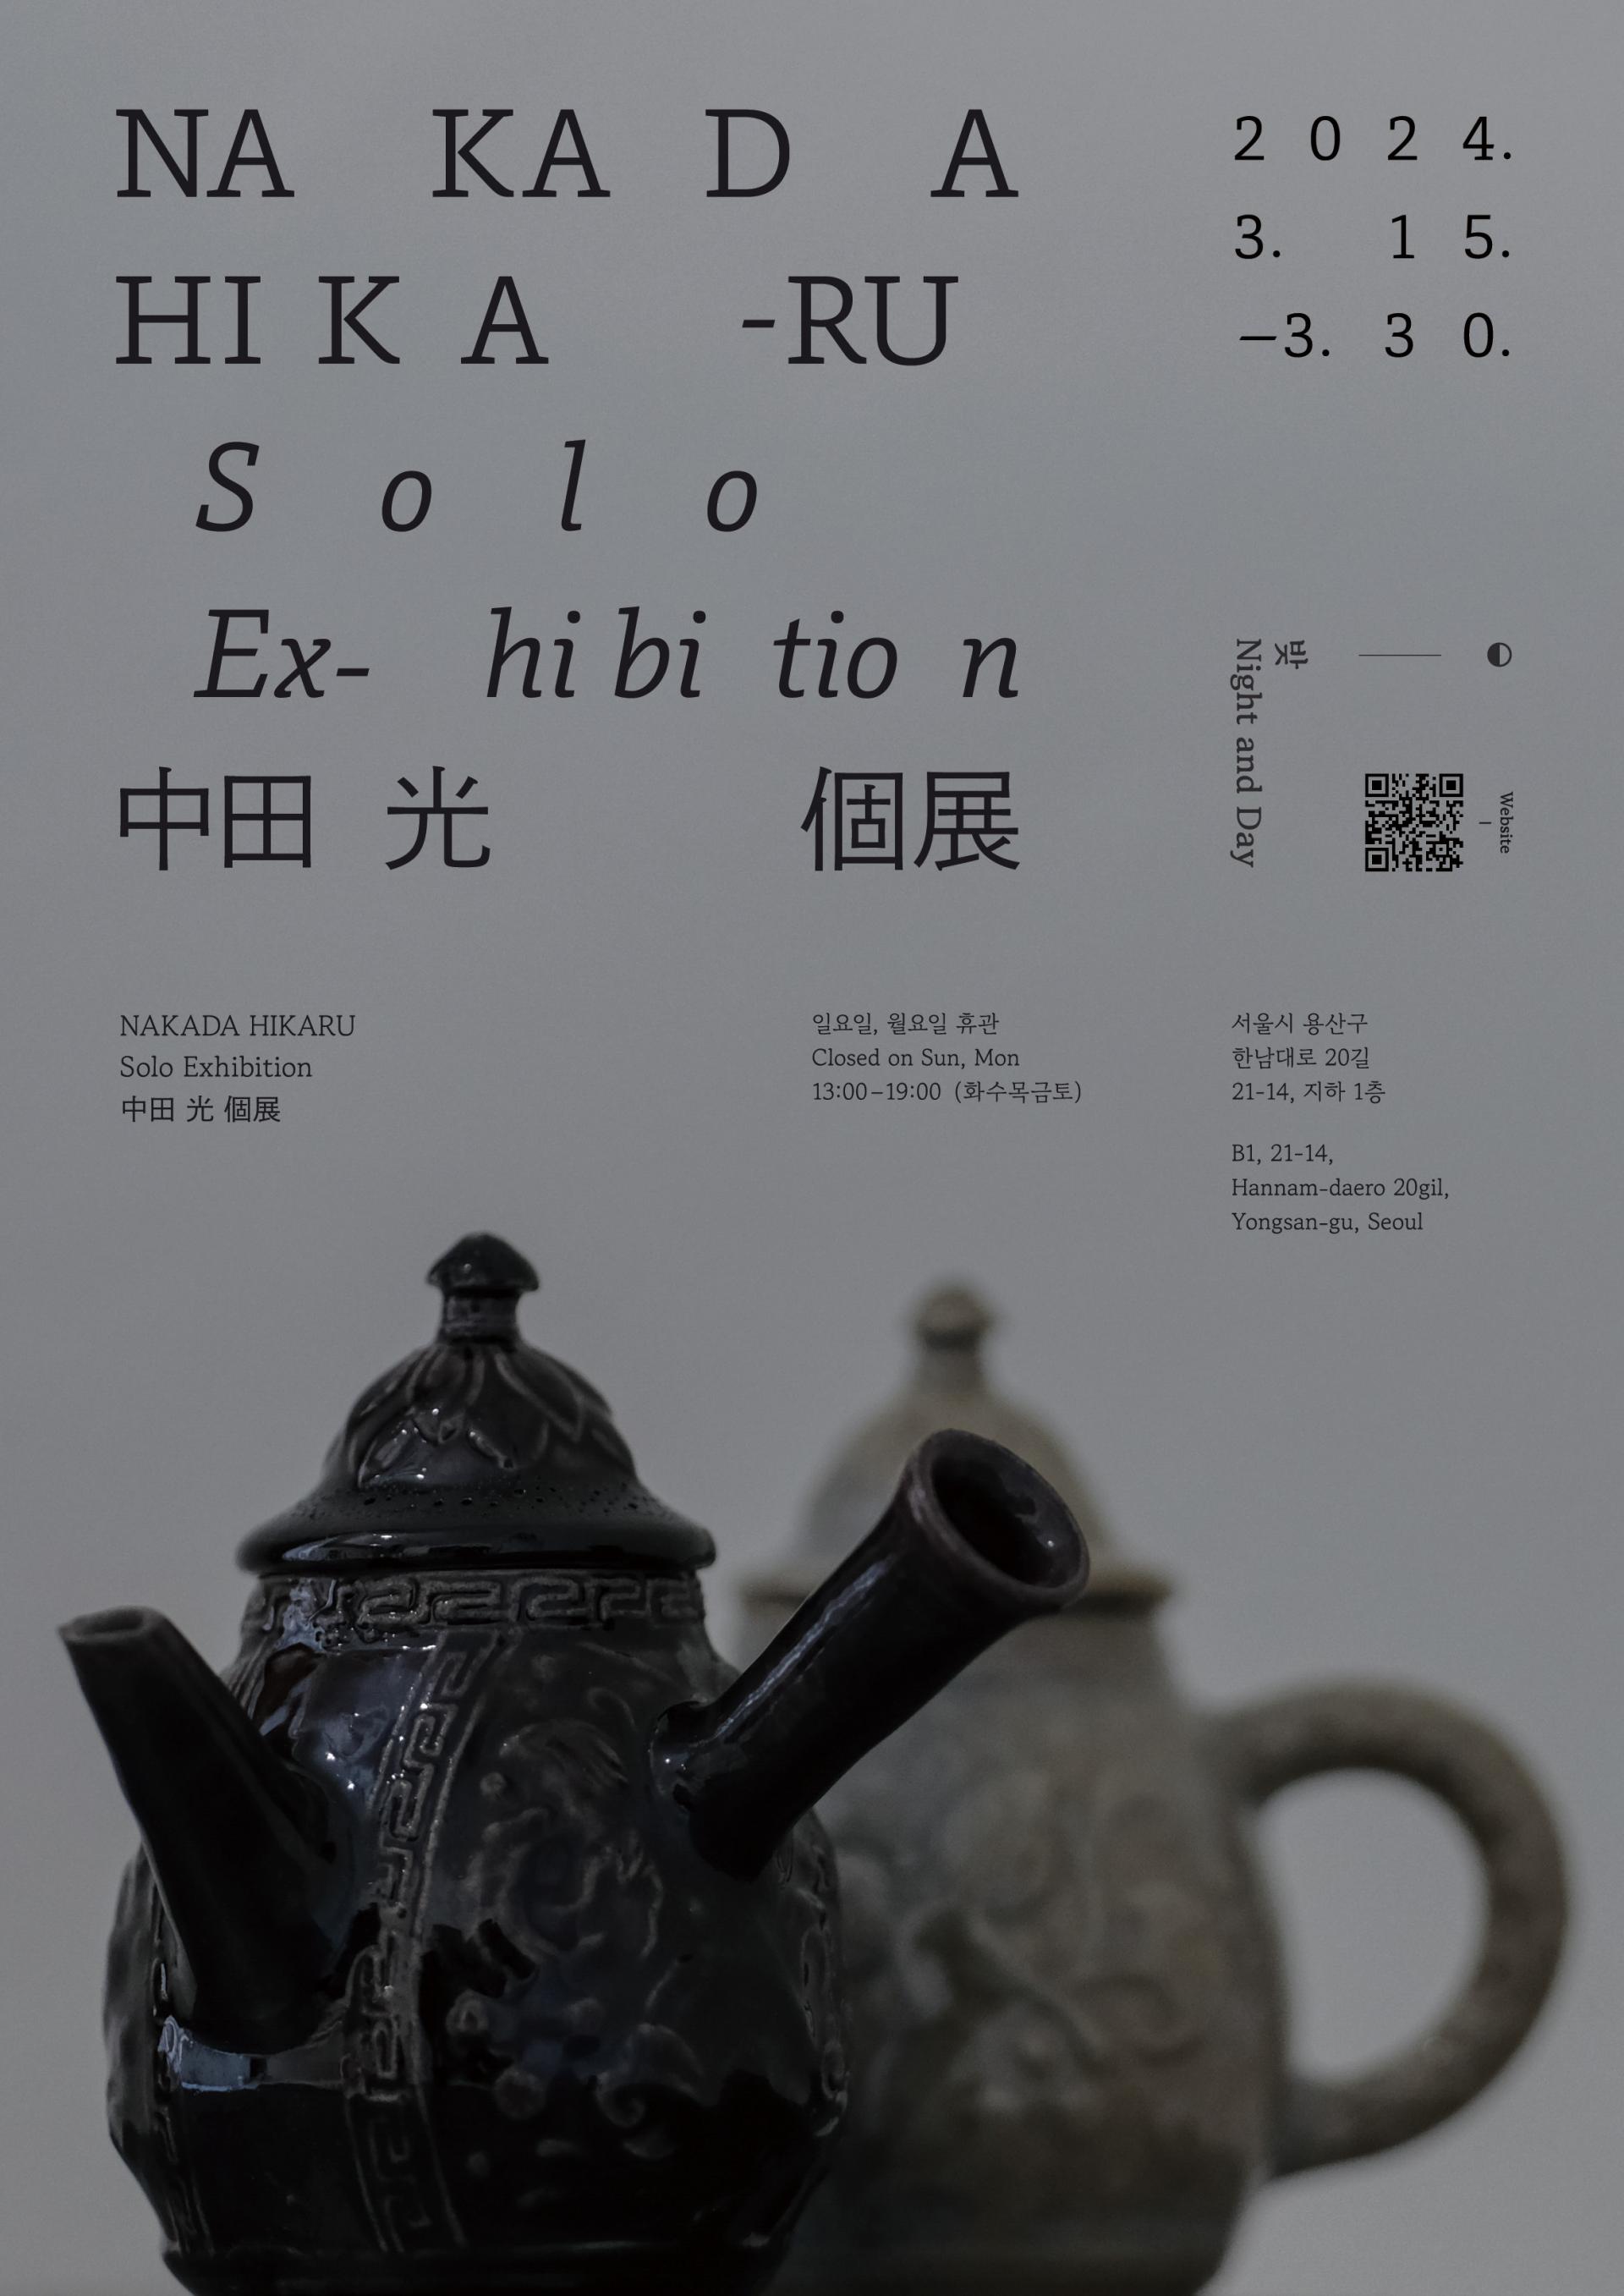 NA KA D A
HI K A -RU
S o l o
Ex- hi bi tio n
中田 光 個展
2 0 2 4.
3. 1 5.
–3. 3 0.
Night and Day
Website
NAKADA HIKARU
Solo Exhibition
中田 光 個展
일요일, 월요일 휴관
Closed on Sun, Mon
13:00–19:00 (화수목금토)
서울시 용산구
한남대로 20길
21-14, 지하 1층
B1, 21-14,
Hannam-daero 20gil,
Yongsan-gu, Seoul